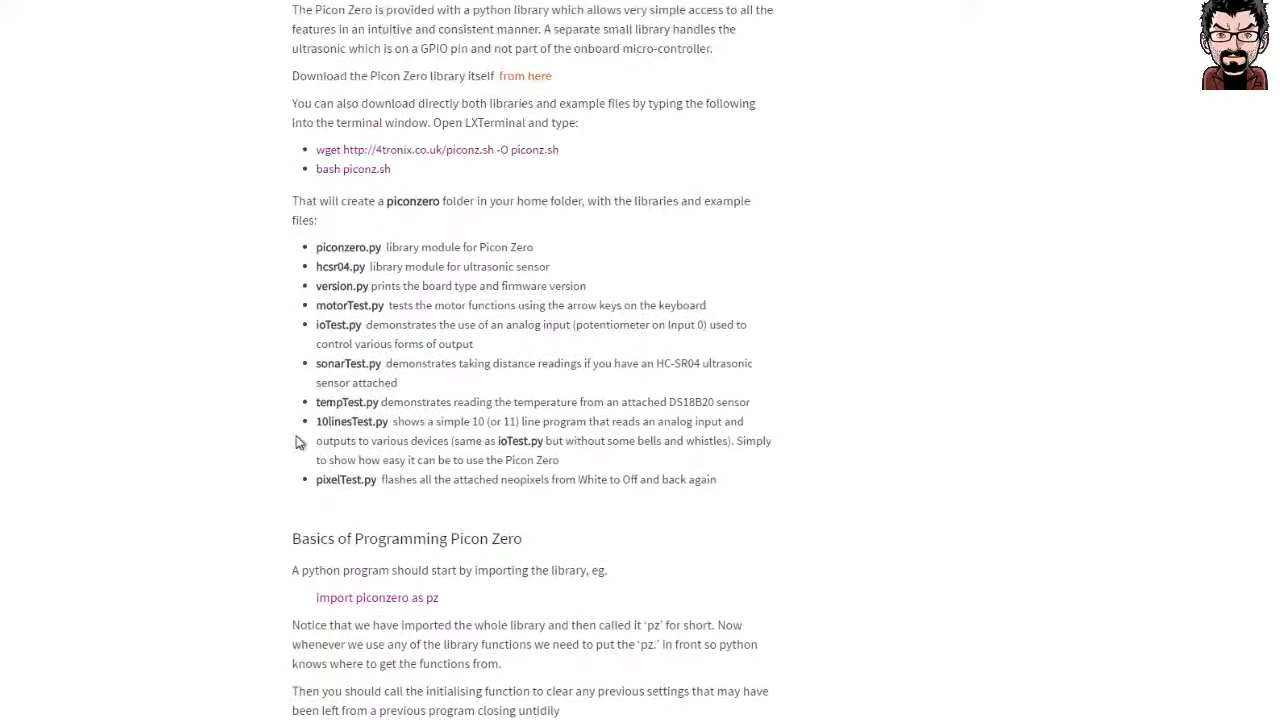 The Picon Zero is provided with a python library which allows very simple access to all the
features in an intuitive and consistent manner. A separate small library handles the
ultrasonic which is on a GPIO pin and not part of the onboard micro-controller.
Download the Picon Zero library itself from here
You can also download directly both libraries and example files by typing the following
into the terminal window. Open LXTerminal and type:
wget http://4tronix.co.uk/piconz.sh -O piconz.sh
bash piconz.sh
That will create a piconzero folder in your home folder, with the libraries and example
files:
piconzero.py library module for Picon Zero
hcsr04.py library module for ultrasonic sensor
version.py prints the board type and firmware version
motorTest.py tests the motor functions using the arrow keys on the keyboard
ioTest.py demonstrates the use of an analog input (potentiometer on Input 0) used to
control various forms of output
sonarTest.py demonstrates taking distance readings if you have an HC-SR04 ultrasonic
sensor attached
tempTest.py demonstrates reading the temperature from an attached DS18B20 sensor
10linesTest.py shows a simple 10 (or 11) line program that reads an analog input and
outputs to various devices (same as ioTest.py but without some bells and whistles). Simply
to show how easy it can be to use the Picon Zero
pixelTest.py flashes all the attached neopixels from White to Off and back again
Basics of Programming Picon Zero
A python program should start by importing the library, eg.
import piconzero as pz
Notice that we have imported the whole library and then called it ‘pz’ for short. Now
whenever we use any of the library functions we need to put the ‘pz.’ in front so python
knows where to get the functions from.
Then you should call the initialising function to clear any previous settings that may have
been left from a previous program closing untidily